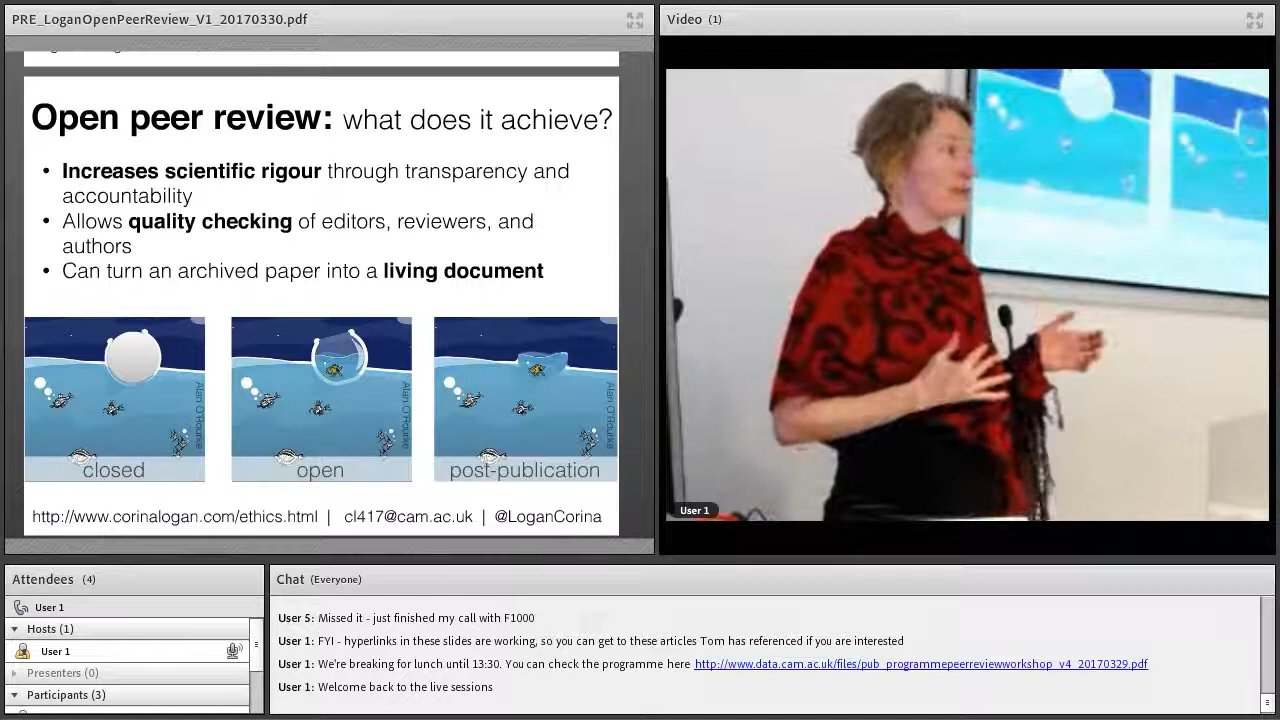 PRE_LoganOpenPeerReview_V1_20170330.pdf
Open peer review: what does it achieve?
• Increases scientific rigour through transparency and
accountability
• Allows quality checking of editors, reviewers, and
authors
• Can turn an archived paper into a living document
Alan O'Rourke
closed
Alan O'Rourke
open
Alan O'Rourke
post-publication
http://www.corinalogan.com/ethics.html | cl417@cam.ac.uk | @LoganCorina
Video (1)
User 1
Attendees (4)
User 1
Hosts (1)
User 1
Presenters (0)
Participants (3)
Chat (Everyone)
User 5: Missed it - just finished my call with F1000
User 1: FYI - hyperlinks in these slides are working, so you can get to these articles Tom has referenced if you are interested
User 1: We're breaking for lunch until 13:30. You can check the programme here http://www.data.cam.ac.uk/files/pub_programmepeerreviewworkshop_v4_20170329.pdf
User 1: Welcome back to the live sessions